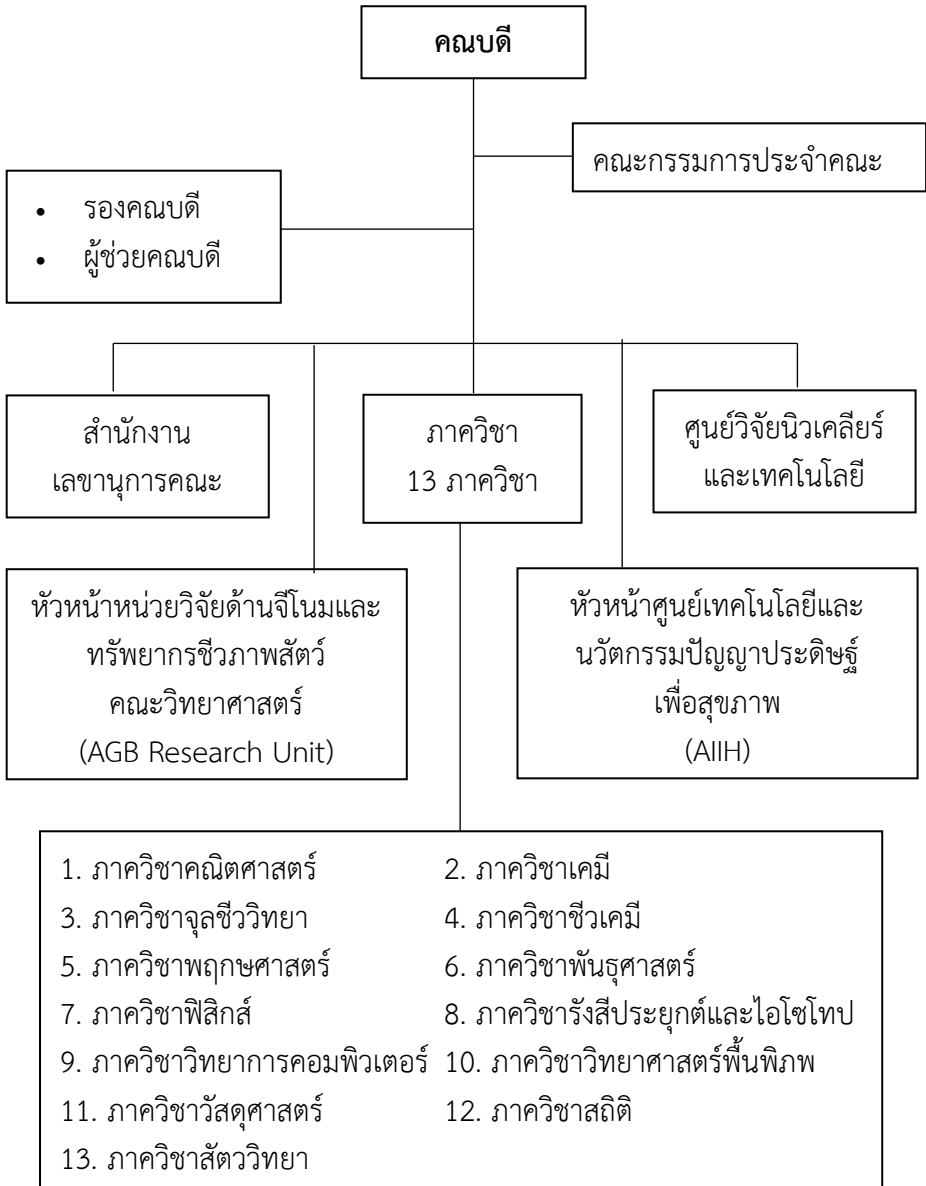 คณบดี
คณะกรรมการประจำคณะ
• รองคณบดี
• ผู้ช่วยคณบดี
สำนักงาน
เลขานุการคณะ
ภาควิชา
13 ภาควิชา
ศูนย์วิจัยนิวเคลียร์
และเทคโนโลยี
หัวหน้าหน่วยวิจัยด้านจีโนมและ
ทรัพยากรชีวภาพสัตว์
คณะวิทยาศาสตร์
(AGB Research Unit)
หัวหน้าศูนย์เทคโนโลยีและ
นวัตกรรมปัญญาประดิษฐ์
เพื่อสุขภาพ
(AIIH)
1. ภาควิชาคณิตศาสตร์ 2. ภาควิชาเคมี
3. ภาควิชาจุลชีววิทยา 4. ภาควิชาชีวเคมี
5. ภาควิชาพฤกษศาสตร์ 6. ภาควิชาพันธุศาสตร์
7. ภาควิชาฟิสิกส์ 8. ภาควิชารังสีประยุกต์และไอโซโทป
9. ภาควิชาวิทยาการคอมพิวเตอร์ 10. ภาควิชาวิทยาศาสตร์พื้นพิภพ
11. ภาควิชาวัสดุศาสตร์ 12. ภาควิชาสถิติ
13. ภาควิชาสัตววิทยา